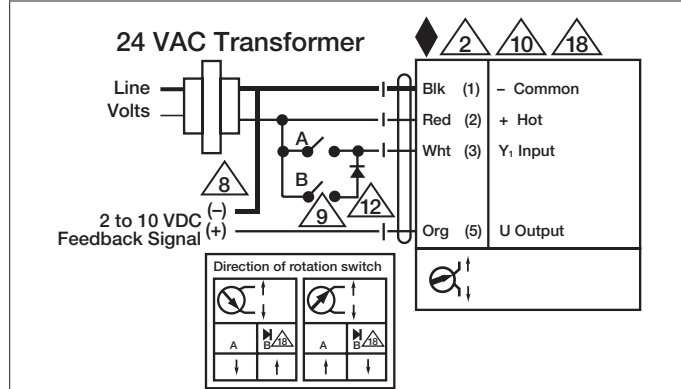 24 VAC Transformer
2 10 18
Line
Volts
Blk (1) – Common
Red (2) + Hot
A
Wht (3) Y₁ Input
B
8
9
12
(–)
2 to 10 VDC
Feedback Signal (+)
Org (5) U Output
Direction of rotation switch
A B 18 A B 18